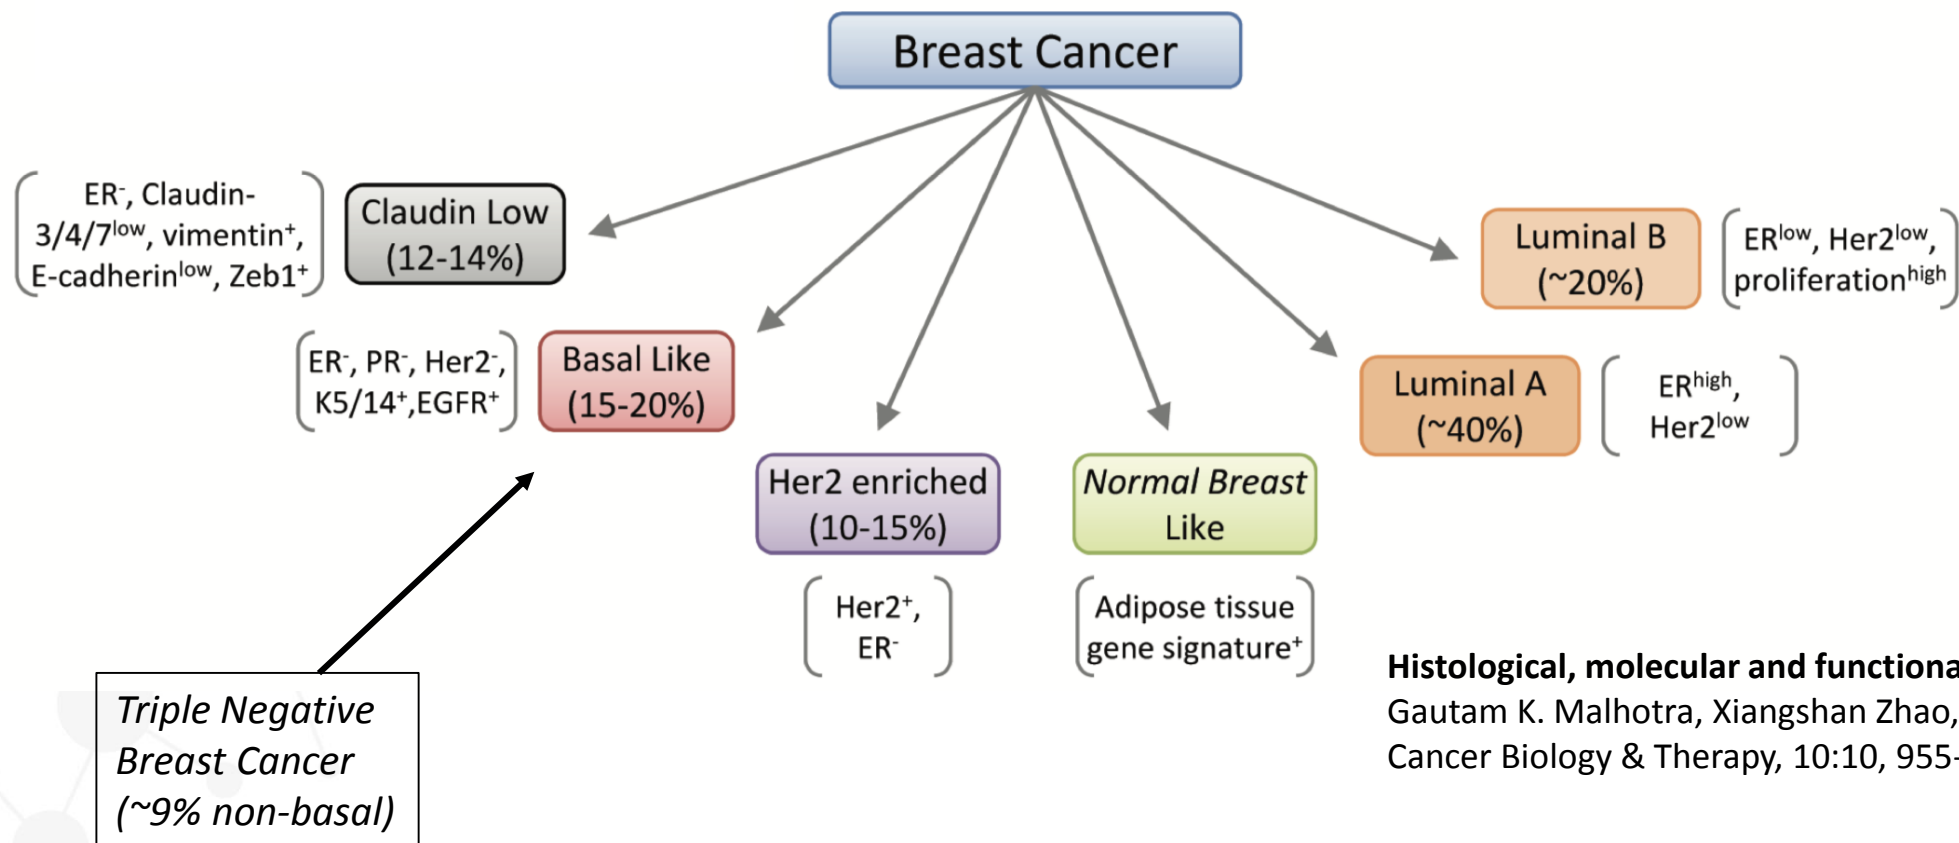 Breast Cancer
ER⁻, Claudin-
3/4/7ˡᵒʷ, vimentin⁺,
E-cadherinˡᵒʷ, Zeb1⁺
Claudin Low
(12-14%)
ER⁻, PR⁻, Her2⁻,
K5/14⁺,EGFR⁺
Basal Like
(15-20%)
Her2 enriched
(10-15%)
Her2⁺,
ER⁻
Normal Breast
Like
Adipose tissue
gene signature⁺
Luminal A
(~40%)
ERʰⁱᵍʰ,
Her2ˡᵒʷ
Luminal B
(~20%)
ERˡᵒʷ, Her2ˡᵒʷ,
proliferationʰⁱᵍʰ
Triple Negative
Breast Cancer
(~9% non-basal)
Histological, molecular and functiona
Gautam K. Malhotra, Xiangshan Zhao,
Cancer Biology & Therapy, 10:10, 955-